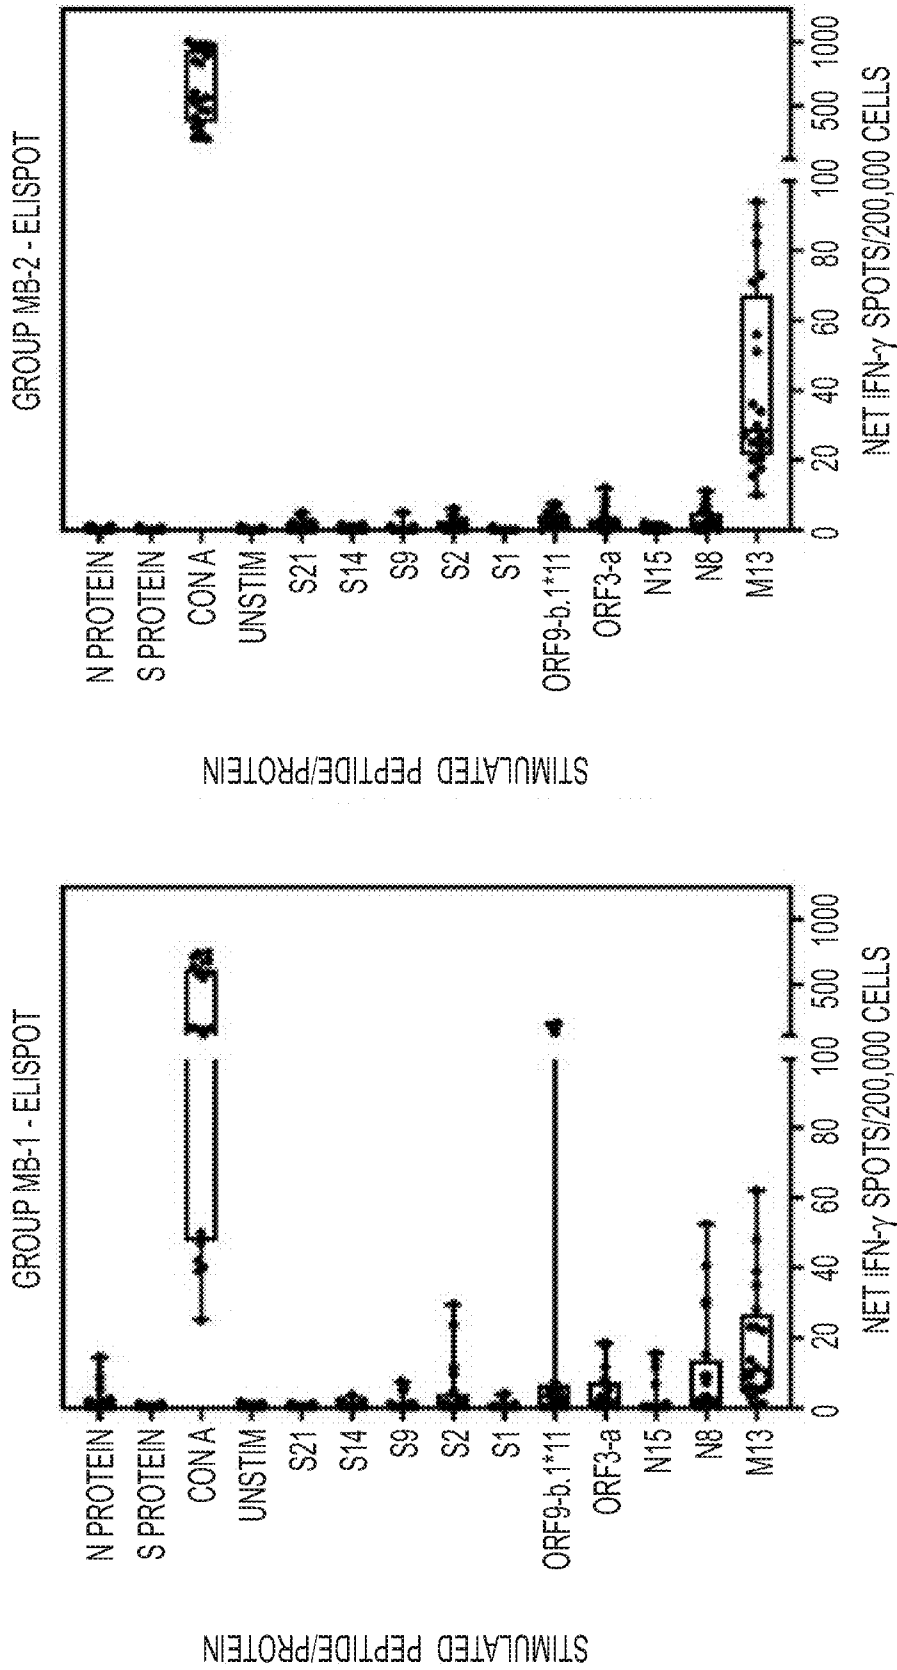 GROUP MB-1 - ELISPOT
STIMULATED PEPTIDE/PROTEIN
N PROTEIN
S PROTEIN
CON A
UNSTIM
S21
S14
S9
S2
S1
ORF9-b.1*11
ORF3-a
N15
N8
M13
0 20 40 60 80 100 500 1000
NET IFN-γ SPOTS/200,000 CELLS
GROUP MB-2 - ELISPOT
STIMULATED PEPTIDE/PROTEIN
N PROTEIN
S PROTEIN
CON A
UNSTIM
S21
S14
S9
S2
S1
ORF9-b.1*11
ORF3-a
N15
N8
M13
0 20 40 60 80 100 500 1000
NET IFN-γ SPOTS/200,000 CELLS